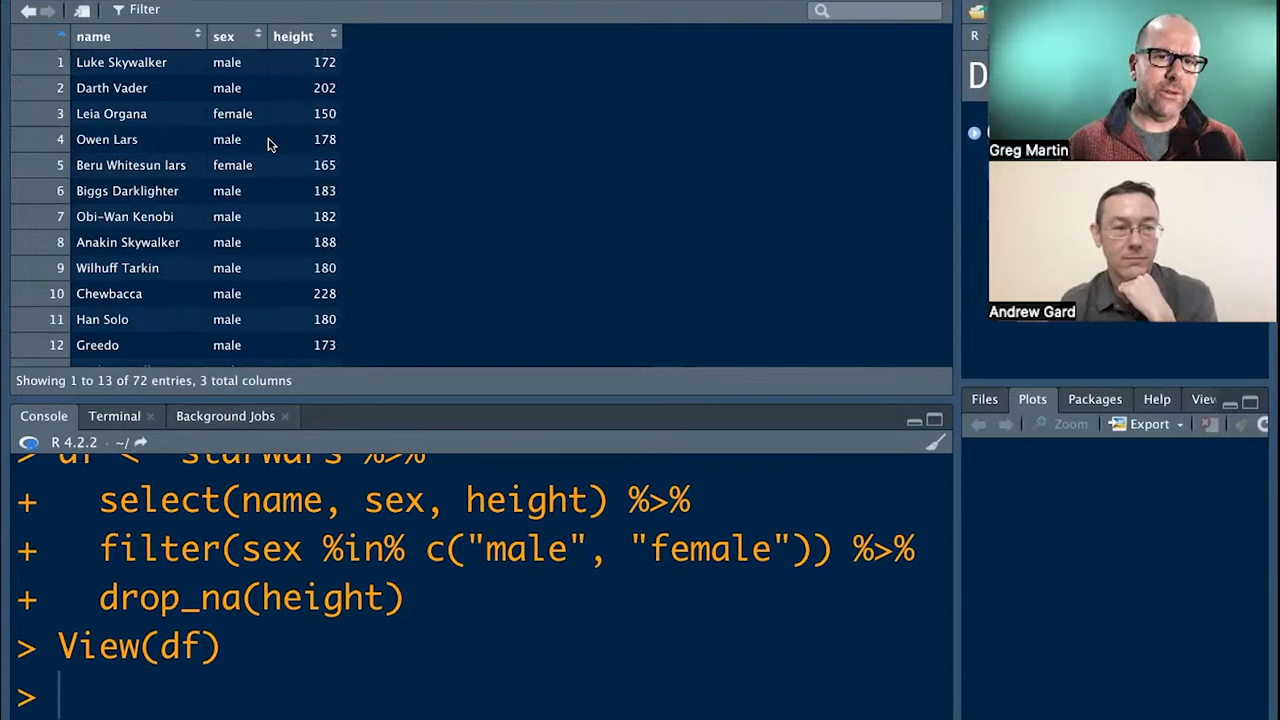 Filter
name sex height
1 Luke Skywalker male 172
2 Darth Vader male 202
3 Leia Organa female 150
4 Owen Lars male 178
5 Beru Whitesun lars female 165
6 Biggs Darklighter male 183
7 Obi-Wan Kenobi male 182
8 Anakin Skywalker male 188
9 Wilhuff Tarkin male 180
10 Chewbacca male 228
11 Han Solo male 180
12 Greedo male 173
Showing 1 to 13 of 72 entries, 3 total columns
Console Terminal Background Jobs
R 4.2.2 · ~/
> df <- starwars %>%
+ select(name, sex, height) %>%
+ filter(sex %in% c("male", "female")) %>%
+ drop_na(height)
> View(df)
>
R
D
Greg Martin
Andrew Gard
Files Plots Packages Help View
Zoom Export